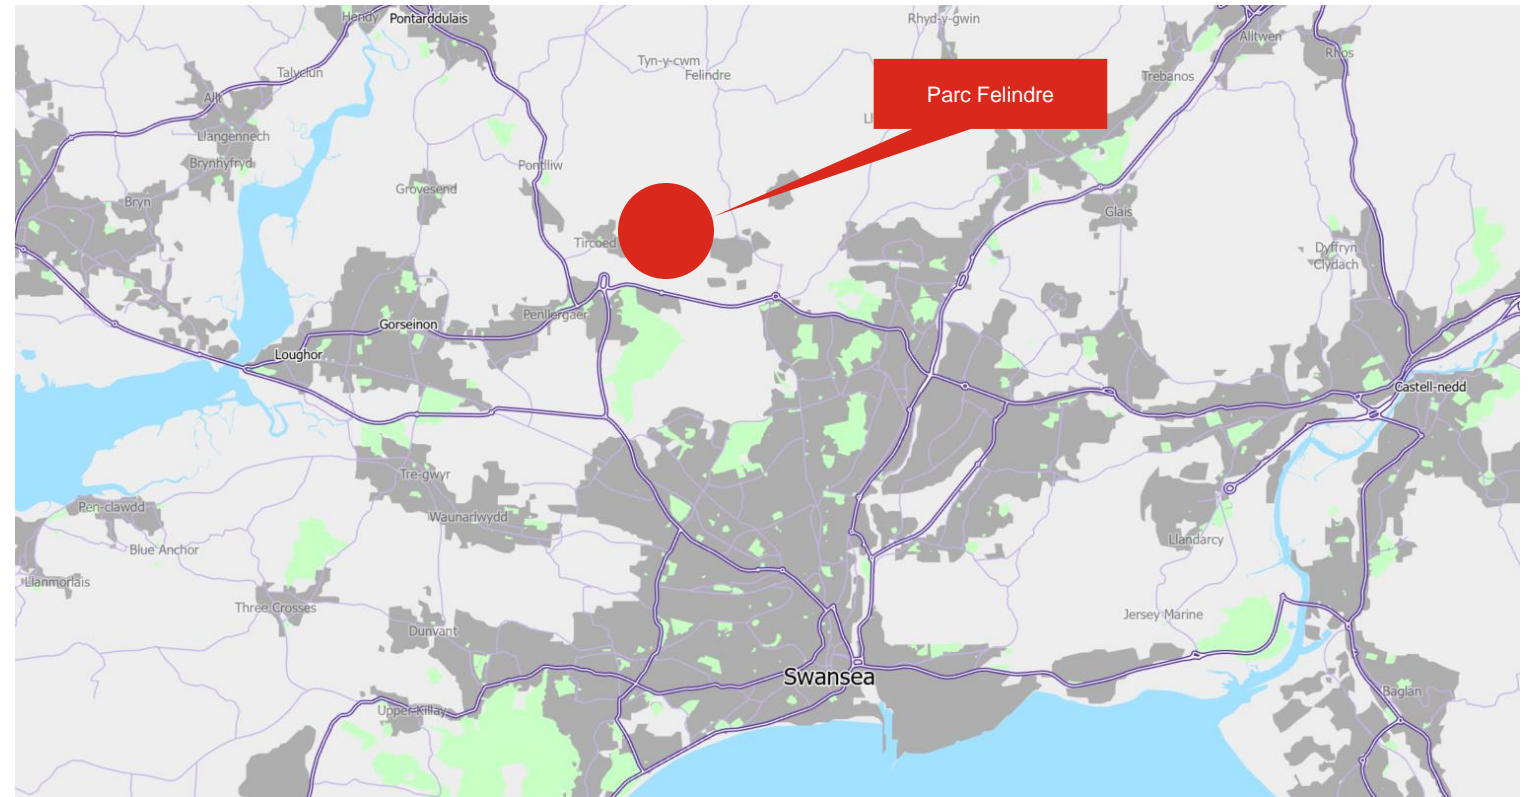 Hendy
Pontarddulais
Rhyd-y-gwin
Alltwen
Rhos
Tyn-y-cwm
Felindre
Talyclun
Trebanos
Parc Felindre
Allt
Llangennech
Brynhyfryd
Pontlliw
Grovesend
Bryn
Glais
Tircoed
Dyffryn
Clydach
Penllergaer
Gorseinon
Loughor
Castell-nedd
Tre-gwyr
Pen-clawdd
Waunarlwydd
Blue Anchor
Llandarcy
Llanmorlais
Three Crosses
Jersey Marine
Dunvant
Swansea
Baglan
Upper Killay